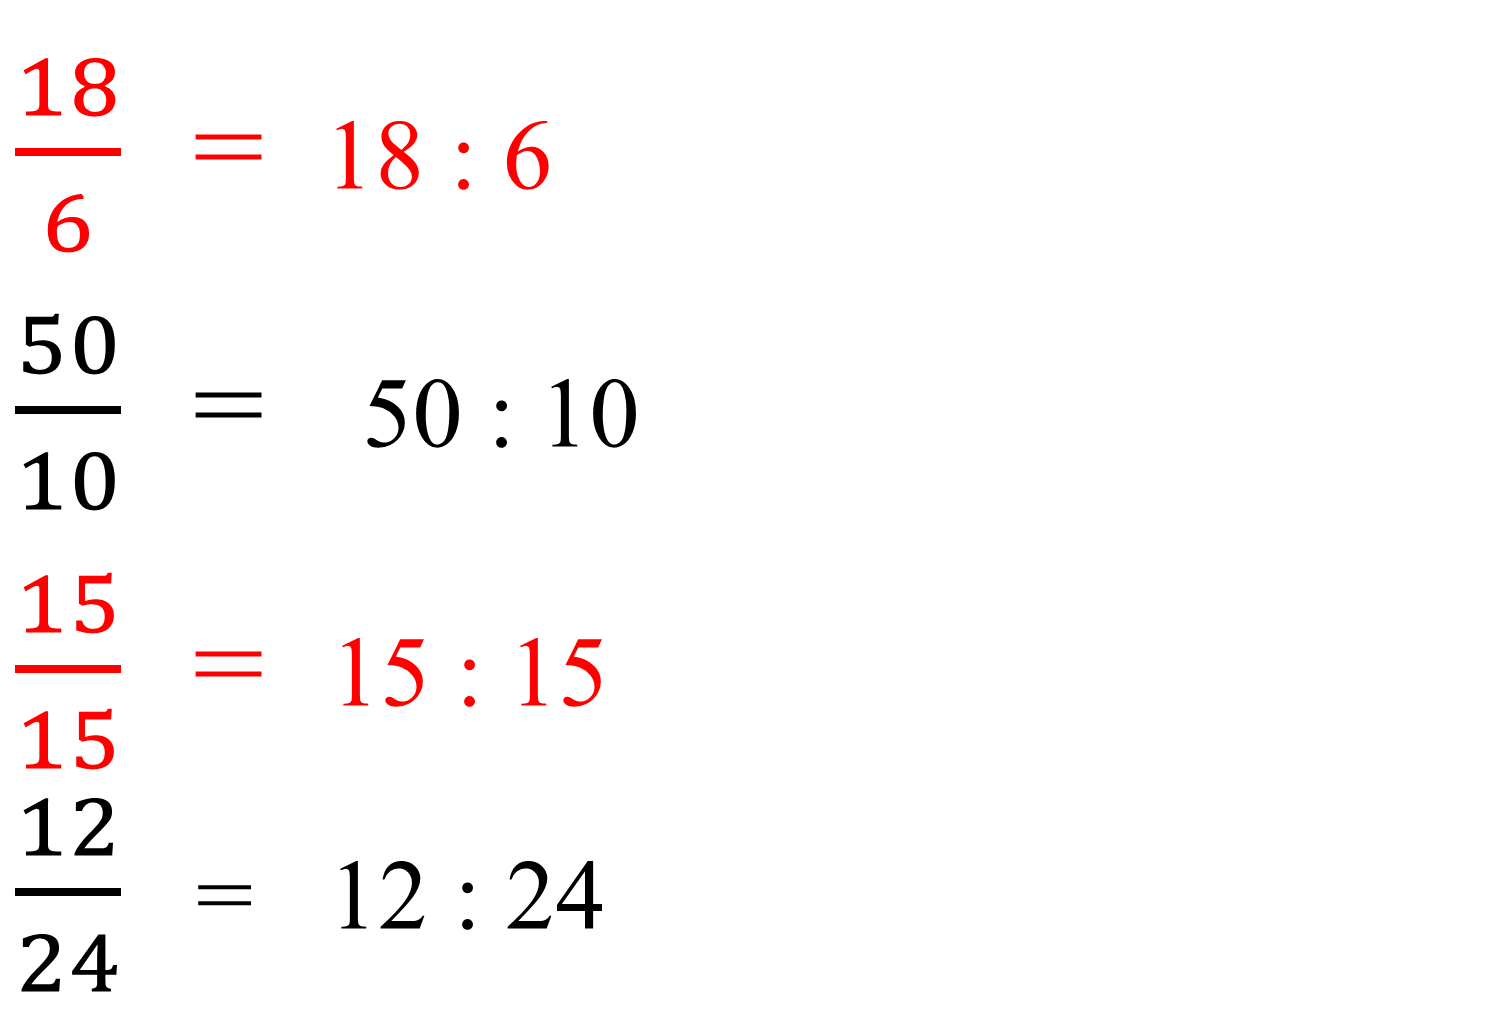 18/6 = 18 : 6
50/10 = 50 : 10
15/15 = 15 : 15
12/24 = 12 : 24